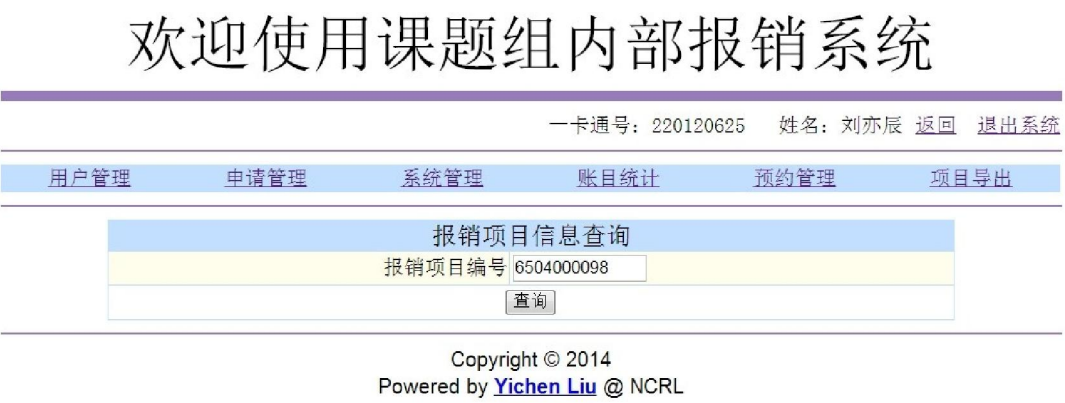 欢迎使用课题组内部报销系统
一卡通号：220120625 姓名：刘亦辰 返回 退出系统
用户管理 申请管理 系统管理 账目统计 预约管理 项目导出
报销项目信息查询
报销项目编号 6504000098
查询
Copyright © 2014
Powered by Yichen Liu @ NCRL